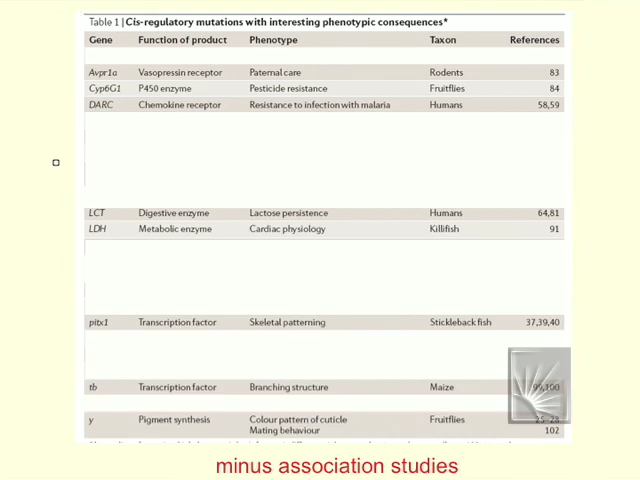 Table 1 | Cis-regulatory mutations with interesting phenotypic consequences*
Gene Function of product Phenotype Taxon References
Avpr1a Vasopressin receptor Paternal care Rodents 83
Cyp6G1 P450 enzyme Pesticide resistance Fruitflies 84
DARC Chemokine receptor Resistance to infection with malaria Humans 58,59
LCT Digestive enzyme Lactose persistence Humans 64,81
LDH Metabolic enzyme Cardiac physiology Killifish 91
pitx1 Transcription factor Skeletal patterning Stickleback fish 37,39,40
tb Transcription factor Branching structure Maize 99,100
y Pigment synthesis Colour pattern of cuticle Fruitflies 25–28
Mating behaviour 102
minus association studies